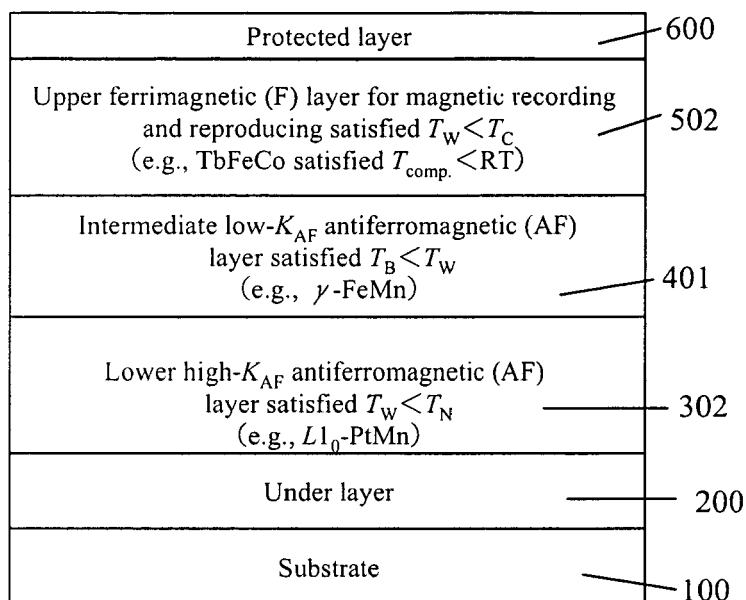 Protected layer
600
Upper ferrimagnetic (F) layer for magnetic recording
and reproducing satisfied T_W<T_C
(e.g., TbFeCo satisfied T_comp.<RT)
502
Intermediate low-K_AF antiferromagnetic (AF)
layer satisfied T_B<T_W
(e.g., γ-FeMn)
401
Lower high-K_AF antiferromagnetic (AF)
layer satisfied T_W<T_N
(e.g., L1_0-PtMn)
302
Under layer
200
Substrate
100